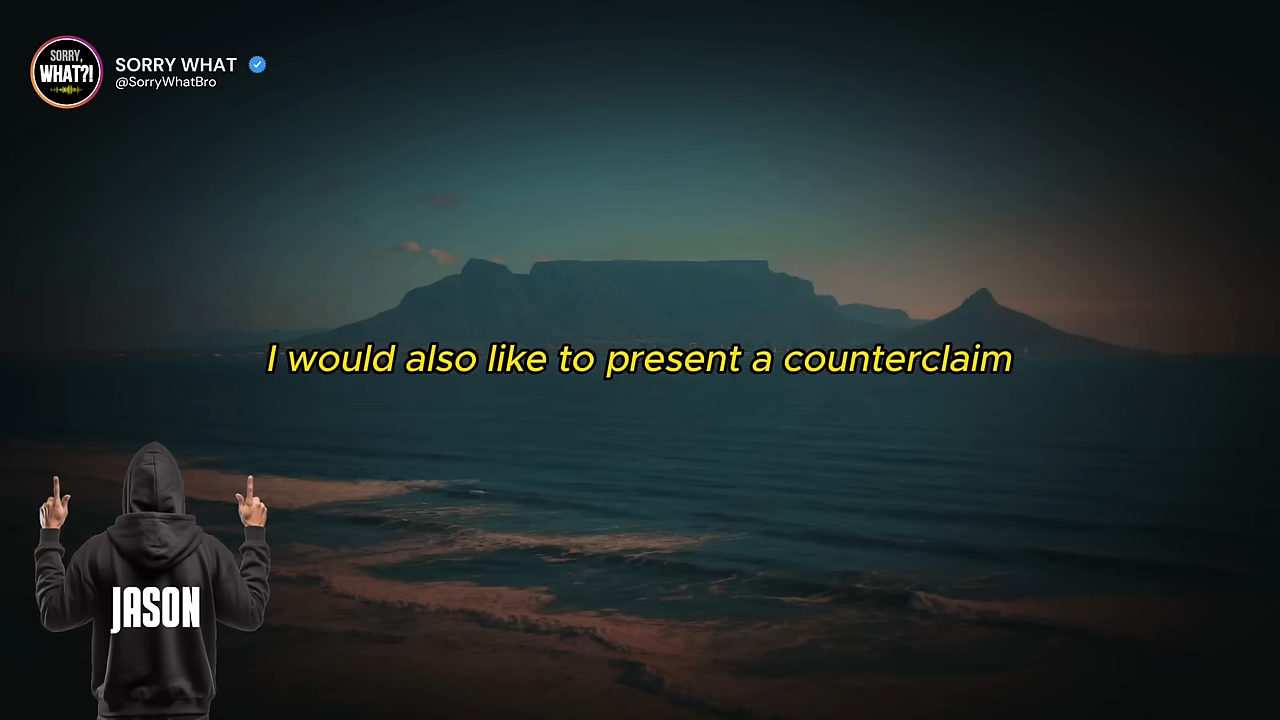 SORRY,
WHAT?!
SORRY WHAT
@SorryWhatBro
I would also like to present a counterclaim
JASON